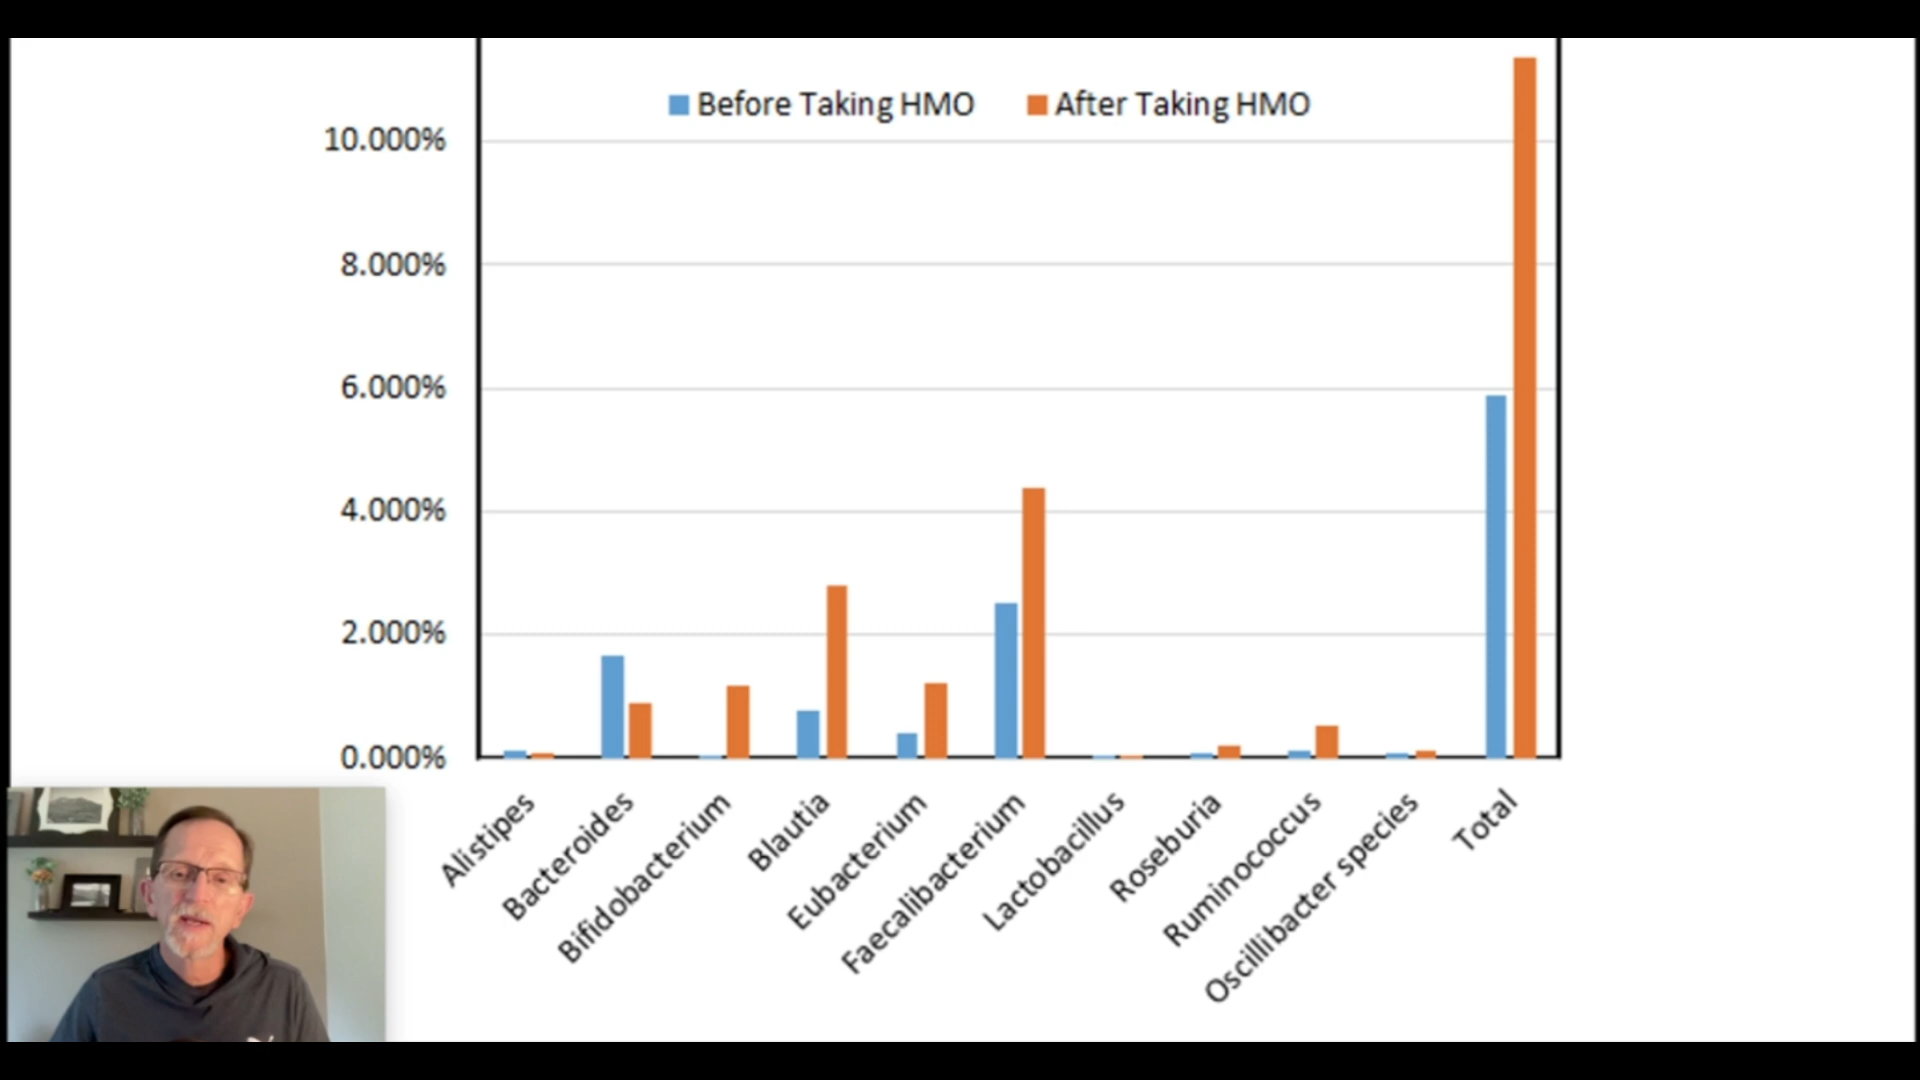 Before Taking HMO After Taking HMO
10.000%
8.000%
6.000%
4.000%
2.000%
0.000%
Alistipes
Bacteroides
Bifidobacterium
Blautia
Eubacterium
Faecalibacterium
Lactobacillus
Roseburia
Ruminococcus
Oscillibacter species
Total